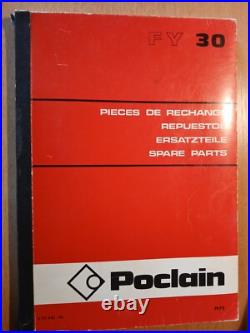 FY 30
PIECES DE RECHANGE
REPUESTOS
ERSATZTEILE
SPARE PARTS
Poclain